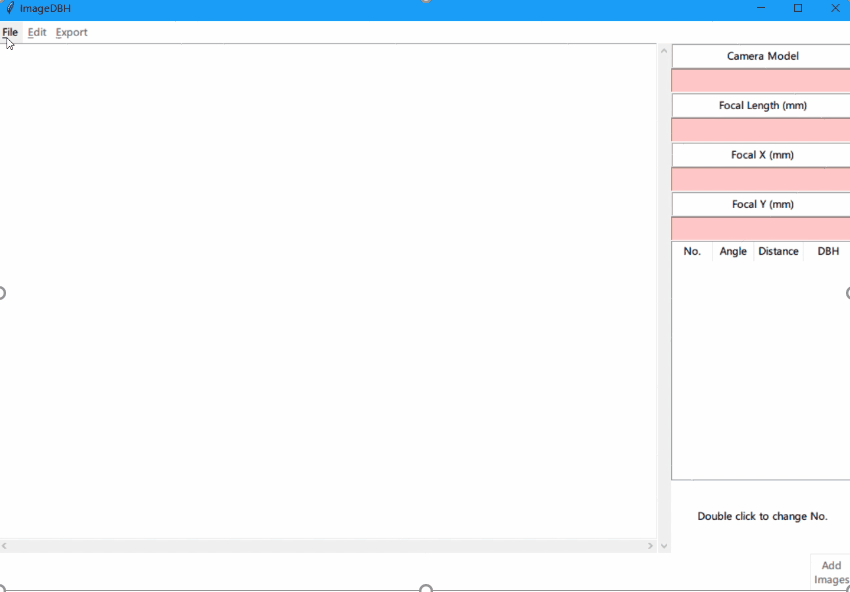 ImageDBH
File Edit Export
Camera Model
Focal Length (mm)
Focal X (mm)
Focal Y (mm)
No. Angle Distance DBH
Double click to change No.
Add
Images